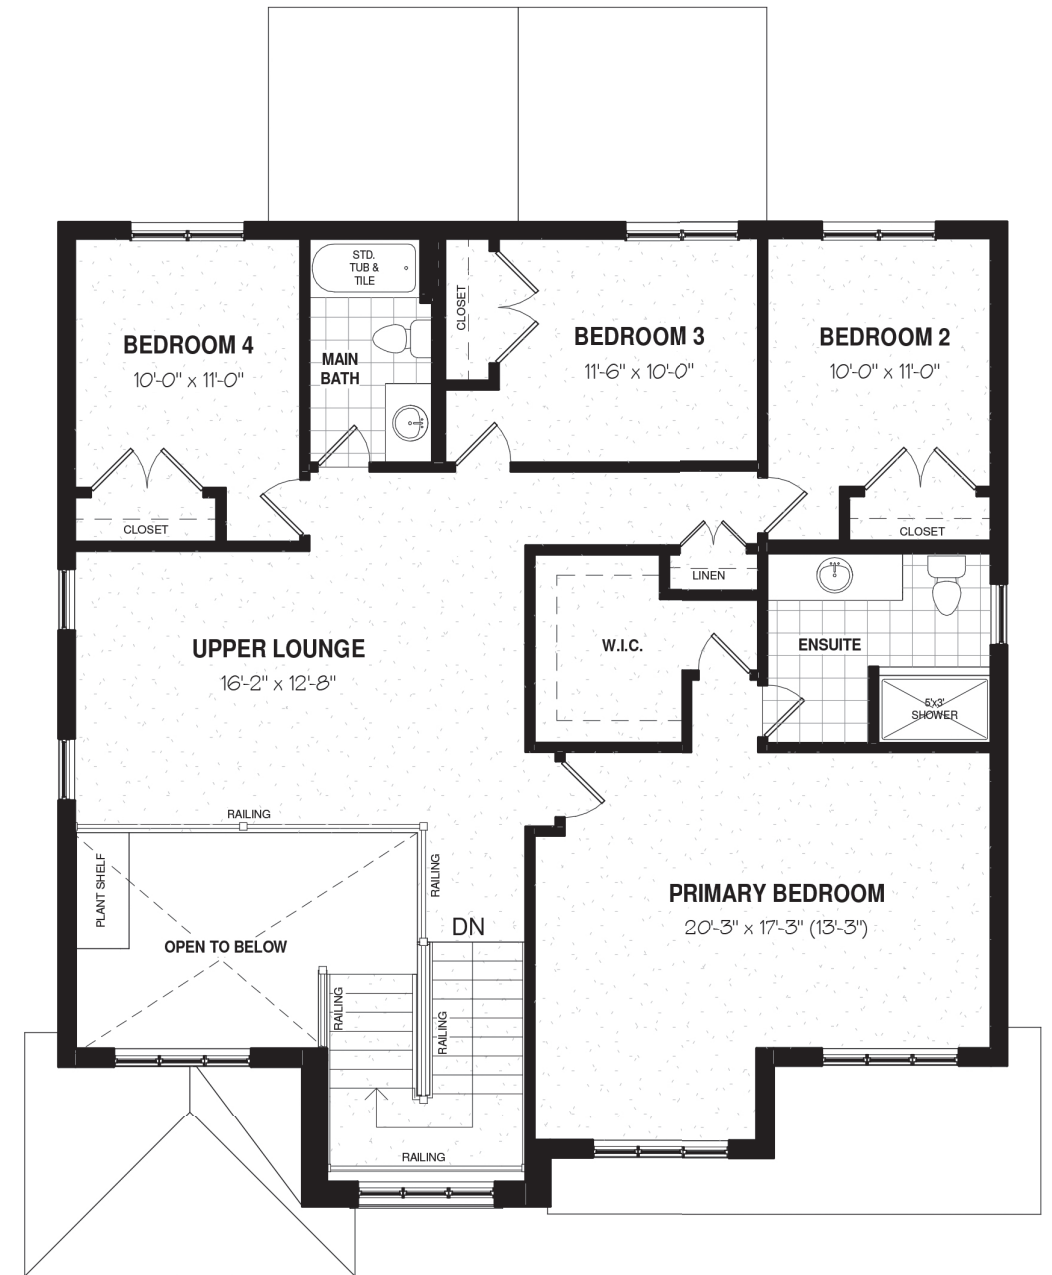 STD.
TUB &
TILE
CLOSET
BEDROOM 4
10'-0" x 11'-0"
MAIN
BATH
BEDROOM 3
11'-6" x 10'-0"
BEDROOM 2
10'-0" x 11'-0"
CLOSET
CLOSET
LINEN
UPPER LOUNGE
16'-2" x 12'-8"
W.I.C.
ENSUITE
5'x3'
SHOWER
RAILING
PLANT SHELF
RAILING
PRIMARY BEDROOM
20'-3" x 17'-3" (13'-3")
DN
OPEN TO BELOW
RAILING
RAILING
RAILING